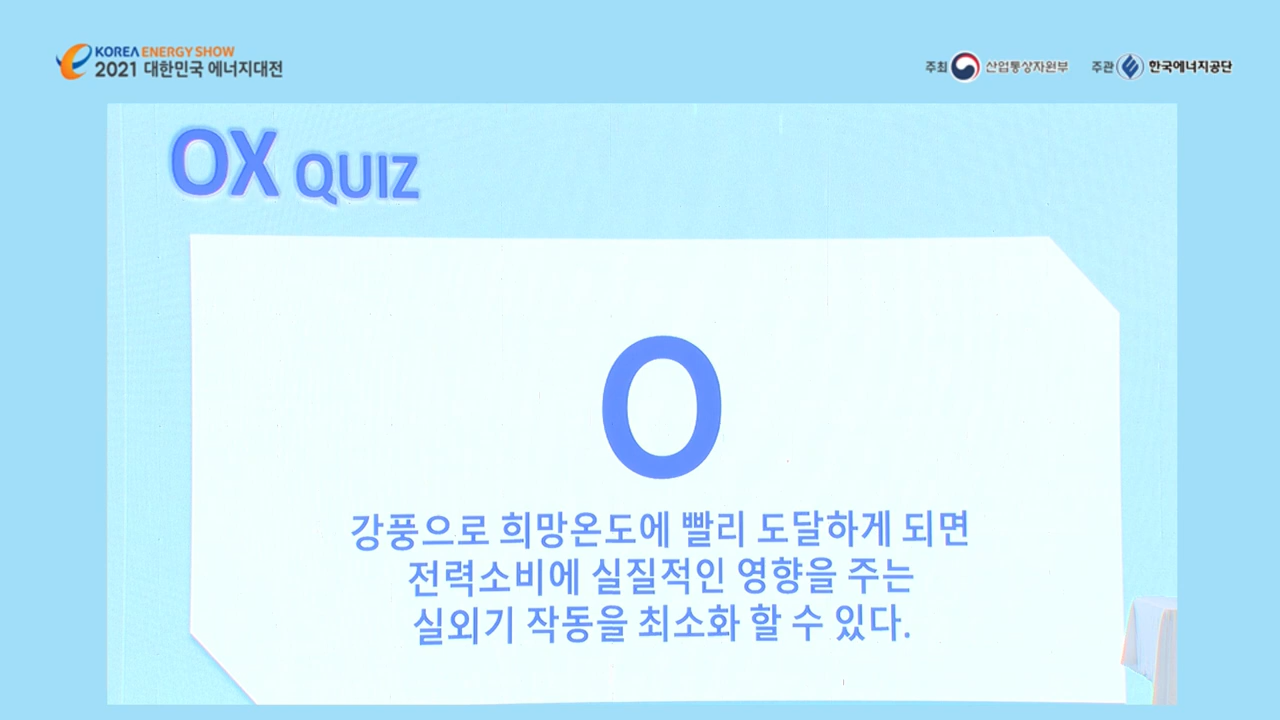 KOREA ENERGY SHOW
2021 대한민국 에너지대전
주최 산업통상자원부 주관 한국에너지공단
OX QUIZ
O
강풍으로 희망온도에 빨리 도달하게 되면
전력소비에 실질적인 영향을 주는
실외기 작동을 최소화 할 수 있다.